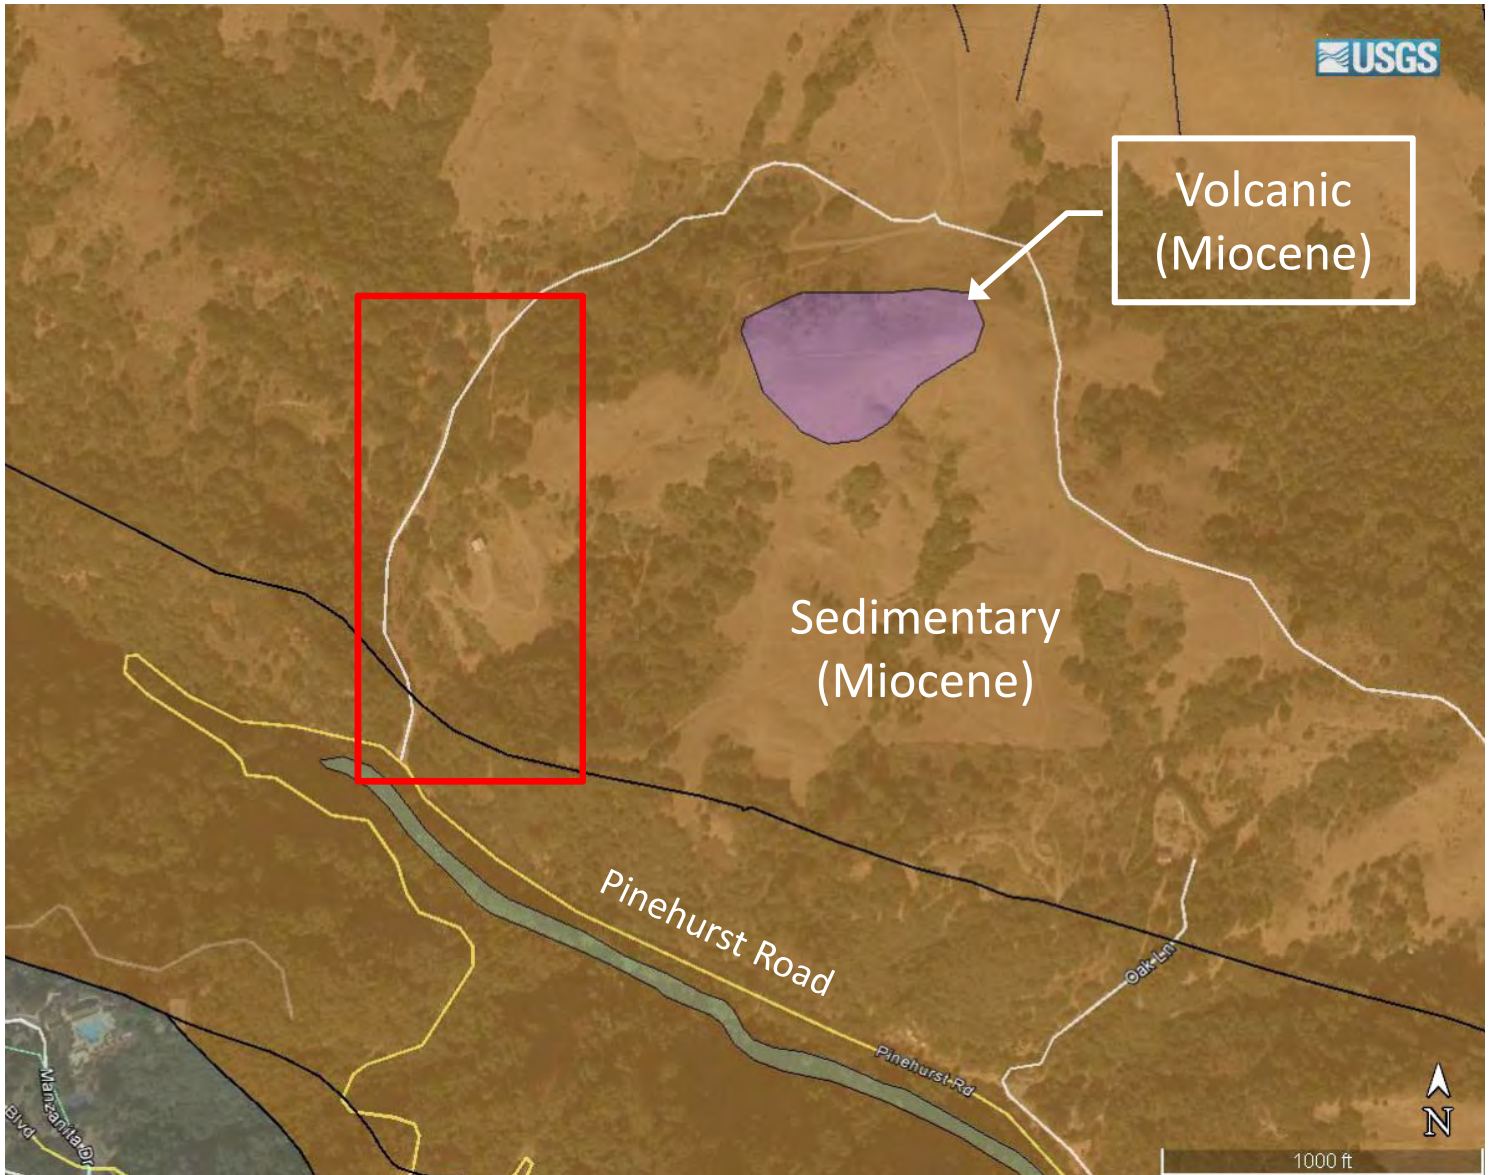 USGS
Volcanic
(Miocene)
Sedimentary
(Miocene)
Pinehurst Road
Oak Ln
Pinehurst Rd
Manzanita Dr
Blvd
N
1000 ft